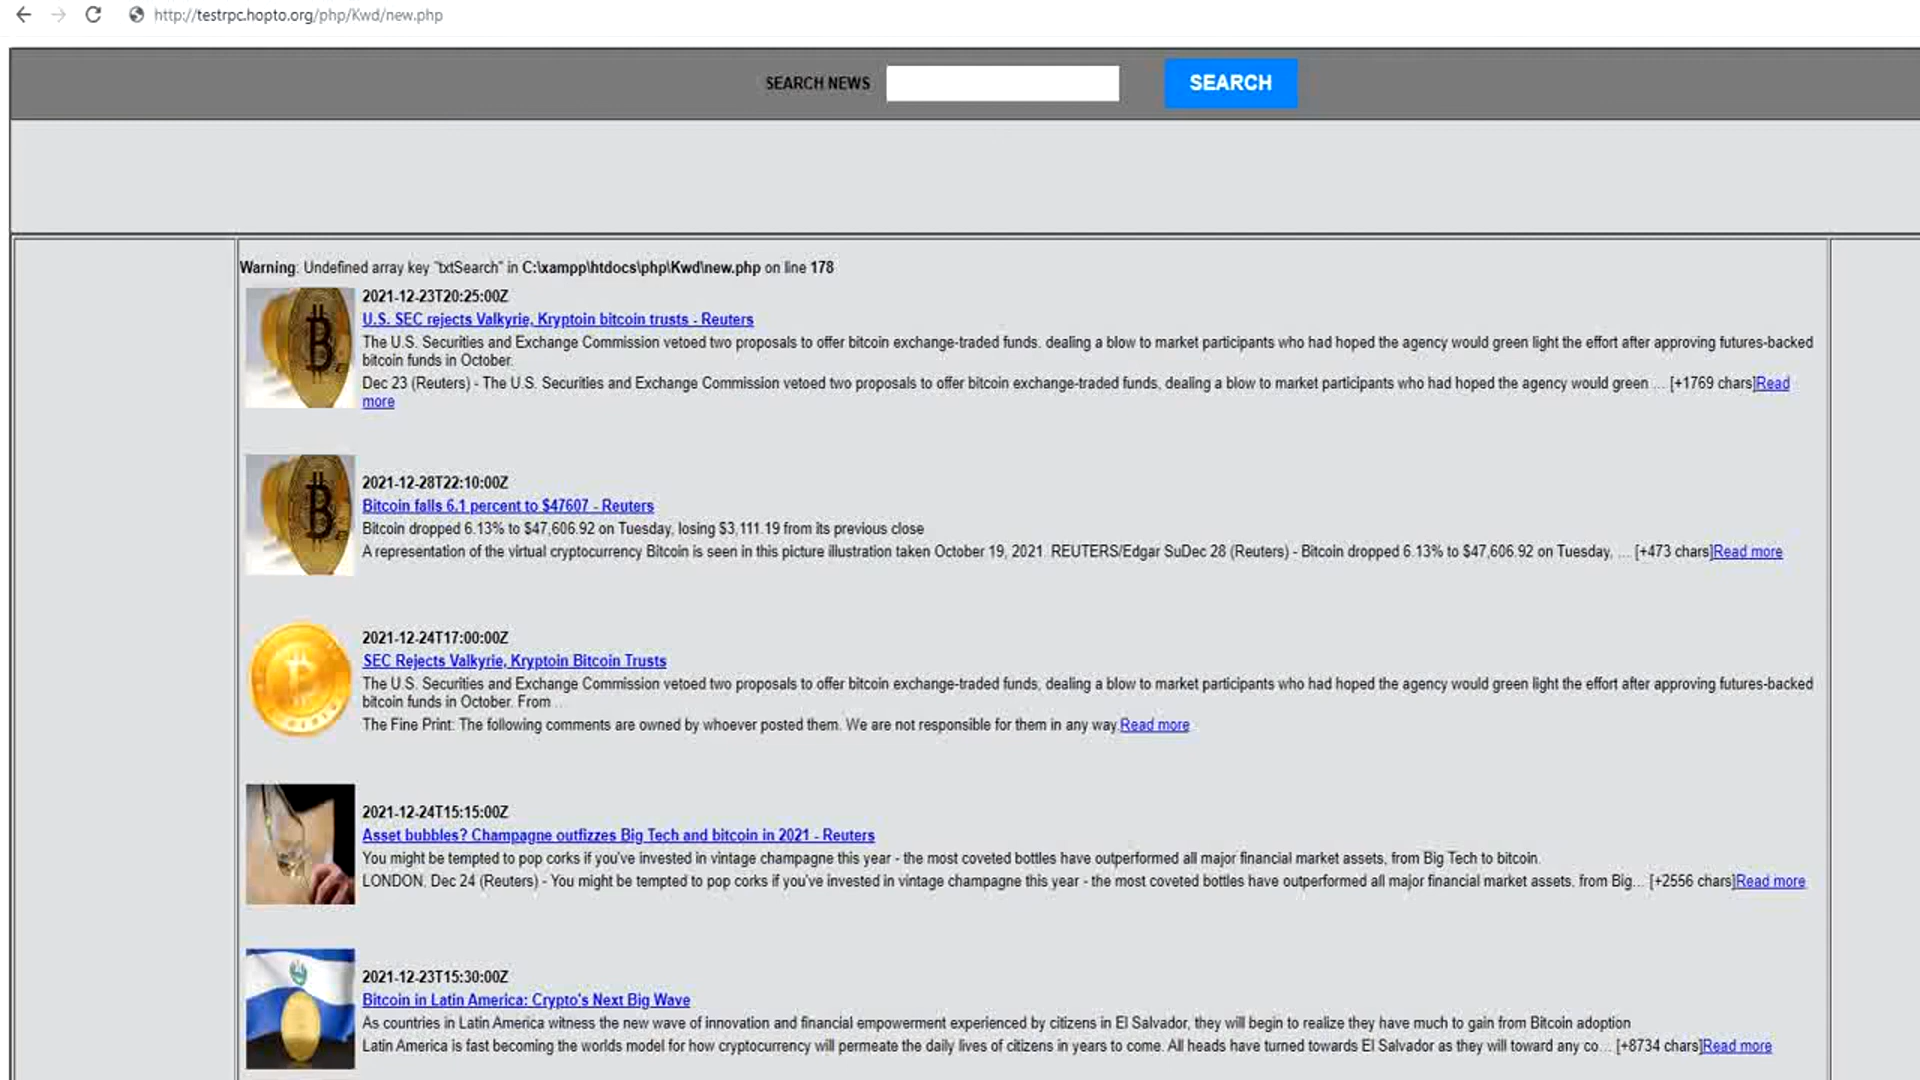 http://testrpc.hopto.org/php/Kwd/new.php
SEARCH NEWS SEARCH
Warning: Undefined array key "txtSearch" in C:\xampp\htdocs\php\Kwd\new.php on line 178
2021-12-23T20:25:00Z
U.S. SEC rejects Valkyrie, Kryptoin bitcoin trusts - Reuters
The U.S. Securities and Exchange Commission vetoed two proposals to offer bitcoin exchange-traded funds, dealing a blow to market participants who had hoped the agency would green light the effort after approving futures-backed
bitcoin funds in October.
Dec 23 (Reuters) - The U.S. Securities and Exchange Commission vetoed two proposals to offer bitcoin exchange-traded funds, dealing a blow to market participants who had hoped the agency would green … [+1769 chars]Read
more
2021-12-28T22:10:00Z
Bitcoin falls 6.1 percent to $47607 - Reuters
Bitcoin dropped 6.13% to $47,606.92 on Tuesday, losing $3,111.19 from its previous close
A representation of the virtual cryptocurrency Bitcoin is seen in this picture illustration taken October 19, 2021. REUTERS/Edgar SuDec 28 (Reuters) - Bitcoin dropped 6.13% to $47,606.92 on Tuesday, … [+473 chars]Read more
2021-12-24T17:00:00Z
SEC Rejects Valkyrie, Kryptoin Bitcoin Trusts
The U.S. Securities and Exchange Commission vetoed two proposals to offer bitcoin exchange-traded funds, dealing a blow to market participants who had hoped the agency would green light the effort after approving futures-backed
bitcoin funds in October. From …
The Fine Print: The following comments are owned by whoever posted them. We are not responsible for them in any way.Read more
2021-12-24T15:15:00Z
Asset bubbles? Champagne outfizzes Big Tech and bitcoin in 2021 - Reuters
You might be tempted to pop corks if you've invested in vintage champagne this year - the most coveted bottles have outperformed all major financial market assets, from Big Tech to bitcoin.
LONDON, Dec 24 (Reuters) - You might be tempted to pop corks if you've invested in vintage champagne this year - the most coveted bottles have outperformed all major financial market assets, from Big… [+2556 chars]Read more
2021-12-23T15:30:00Z
Bitcoin in Latin America: Crypto's Next Big Wave
As countries in Latin America witness the new wave of innovation and financial empowerment experienced by citizens in El Salvador, they will begin to realize they have much to gain from Bitcoin adoption
Latin America is fast becoming the worlds model for how cryptocurrency will permeate the daily lives of citizens in years to come. All heads have turned towards El Salvador as they will toward any co… [+8734 chars]Read more